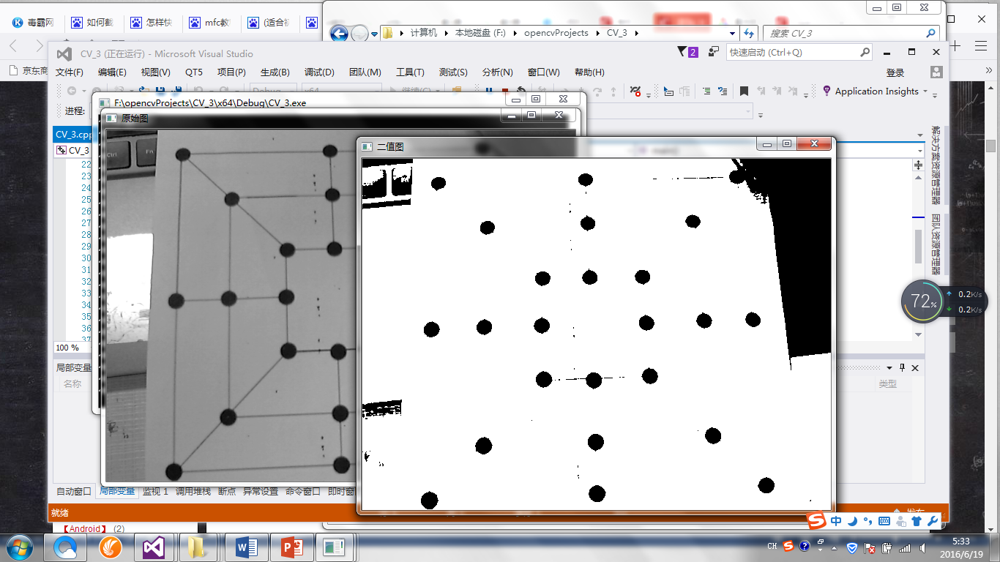 毒霸网 如何截 怎样快 mfc教 (适合
计算机 本地磁盘 (F:) opencvProjects CV_3
搜索 CV_3
CV_3 (正在运行) - Microsoft Visual Studio
2
快速启动 (Ctrl+Q)
京东商
文件(F) 编辑(E) 视图(V) QT5 项目(P) 生成(B) 调试(D) 团队(M) 工具(T) 测试(S) 分析(N) 窗口(W) 帮助(H)
登录
Debug x64 继续(C)
Application Insights
进程:
F:\opencvProjects\CV_3\x64\Debug\CV_3.exe
原始图
CV_3.cpp
CV_3
二值图
Ctrl Fn
22
23
24
25
26
27
28
29
30
31
32
33
34
35
36
37
解决方案资源管理器
团队资源管理器
72%
0.2K/s
0.2K/s
100 %
局部变量
名称
类型
自动窗口 局部变量 监视 1 调用堆栈 断点 异常设置 命令窗口 即时窗
就绪
发布
中
【Android】 (2)
CH
5:33
2016/6/19